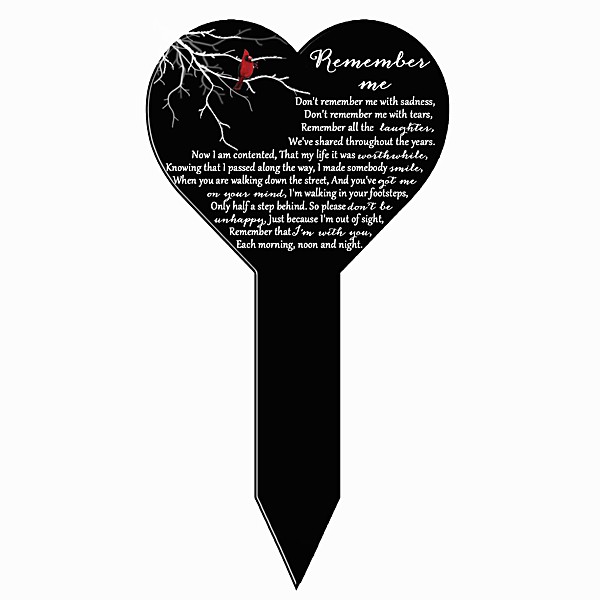 Remember
me
Don't remember me with sadness,
Don't remember me with tears,
Remember all the laughter,
We've shared throughout the years.
Now I am contented, That my life it was worthwhile,
Knowing that I passed along the way, I made somebody smile,
When you are walking down the street, And you've got me
on your mind, I'm walking in your footsteps,
Only half a step behind. So please don't be
unhappy, Just because I'm out of sight,
Remember that I'm with you,
Each morning, noon and night.